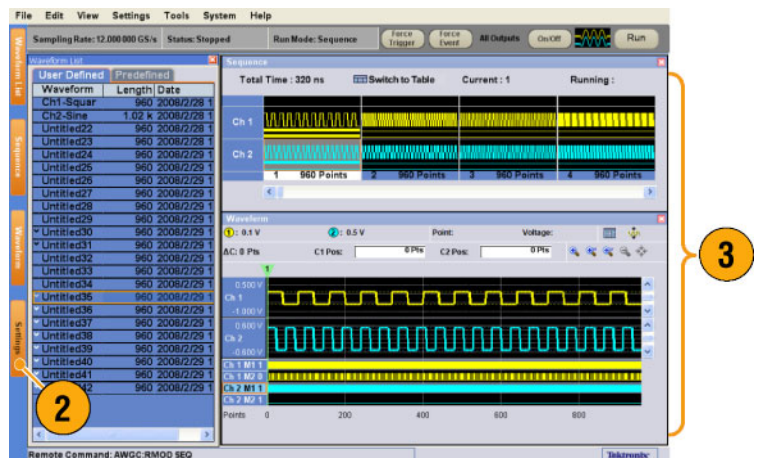 File Edit View Settings Tools System Help
Sampling Rate: 12.000 000 GS/s Status: Stopped Run Mode: Sequence Force Trigger Force Event All Outputs On/Off Run
Waveform List
Sequence
Waveform
Settings
2
Waveform List
User Defined Predefined
Waveform Length Date
Ch1-Squar 960 2008/2/28 1
Ch2-Sine 1.02 k 2008/2/28 1
Untitled22 960 2008/2/29 1
Untitled23 960 2008/2/29 1
Untitled24 960 2008/2/29 1
Untitled25 960 2008/2/29 1
Untitled26 960 2008/2/29 1
Untitled27 960 2008/2/29 1
Untitled28 960 2008/2/29 1
Untitled29 960 2008/2/29 1
Untitled30 960 2008/2/29 1
Untitled31 960 2008/2/29 1
Untitled32 960 2008/2/29 1
Untitled33 960 2008/2/29 1
Untitled34 960 2008/2/29 1
Untitled35 960 2008/2/29 1
Untitled36 960 2008/2/29 1
Untitled37 960 2008/2/29 1
Untitled38 960 2008/2/29 1
Untitled39 960 2008/2/29 1
Untitled40 960 2008/2/29 1
Untitled41 960 2008/2/29 1
42 960 2008/2/29 1
Sequence
Total Time : 320 ns Switch to Table Current : 1 Running :
Ch 1
Ch 2
1 960 Points 2 960 Points 3 960 Points 4 960 Points
Waveform
1 : 0.1 V 2 : 0.5 V Point: Voltage:
ΔC: 0 Pts C1 Pos: 0 Pts C2 Pos: 0 Pts
1
0.500 V
Ch 1
-1.000 V
0.600 V
Ch 2
-0.600 V
Ch 1 M1 1
Ch 1 M2 0
Ch 2 M1 1
Ch 2 M2 1
Points 0 200 400 600 800
3
Remote Command: AWGC:RMOD SEQ Tektronix